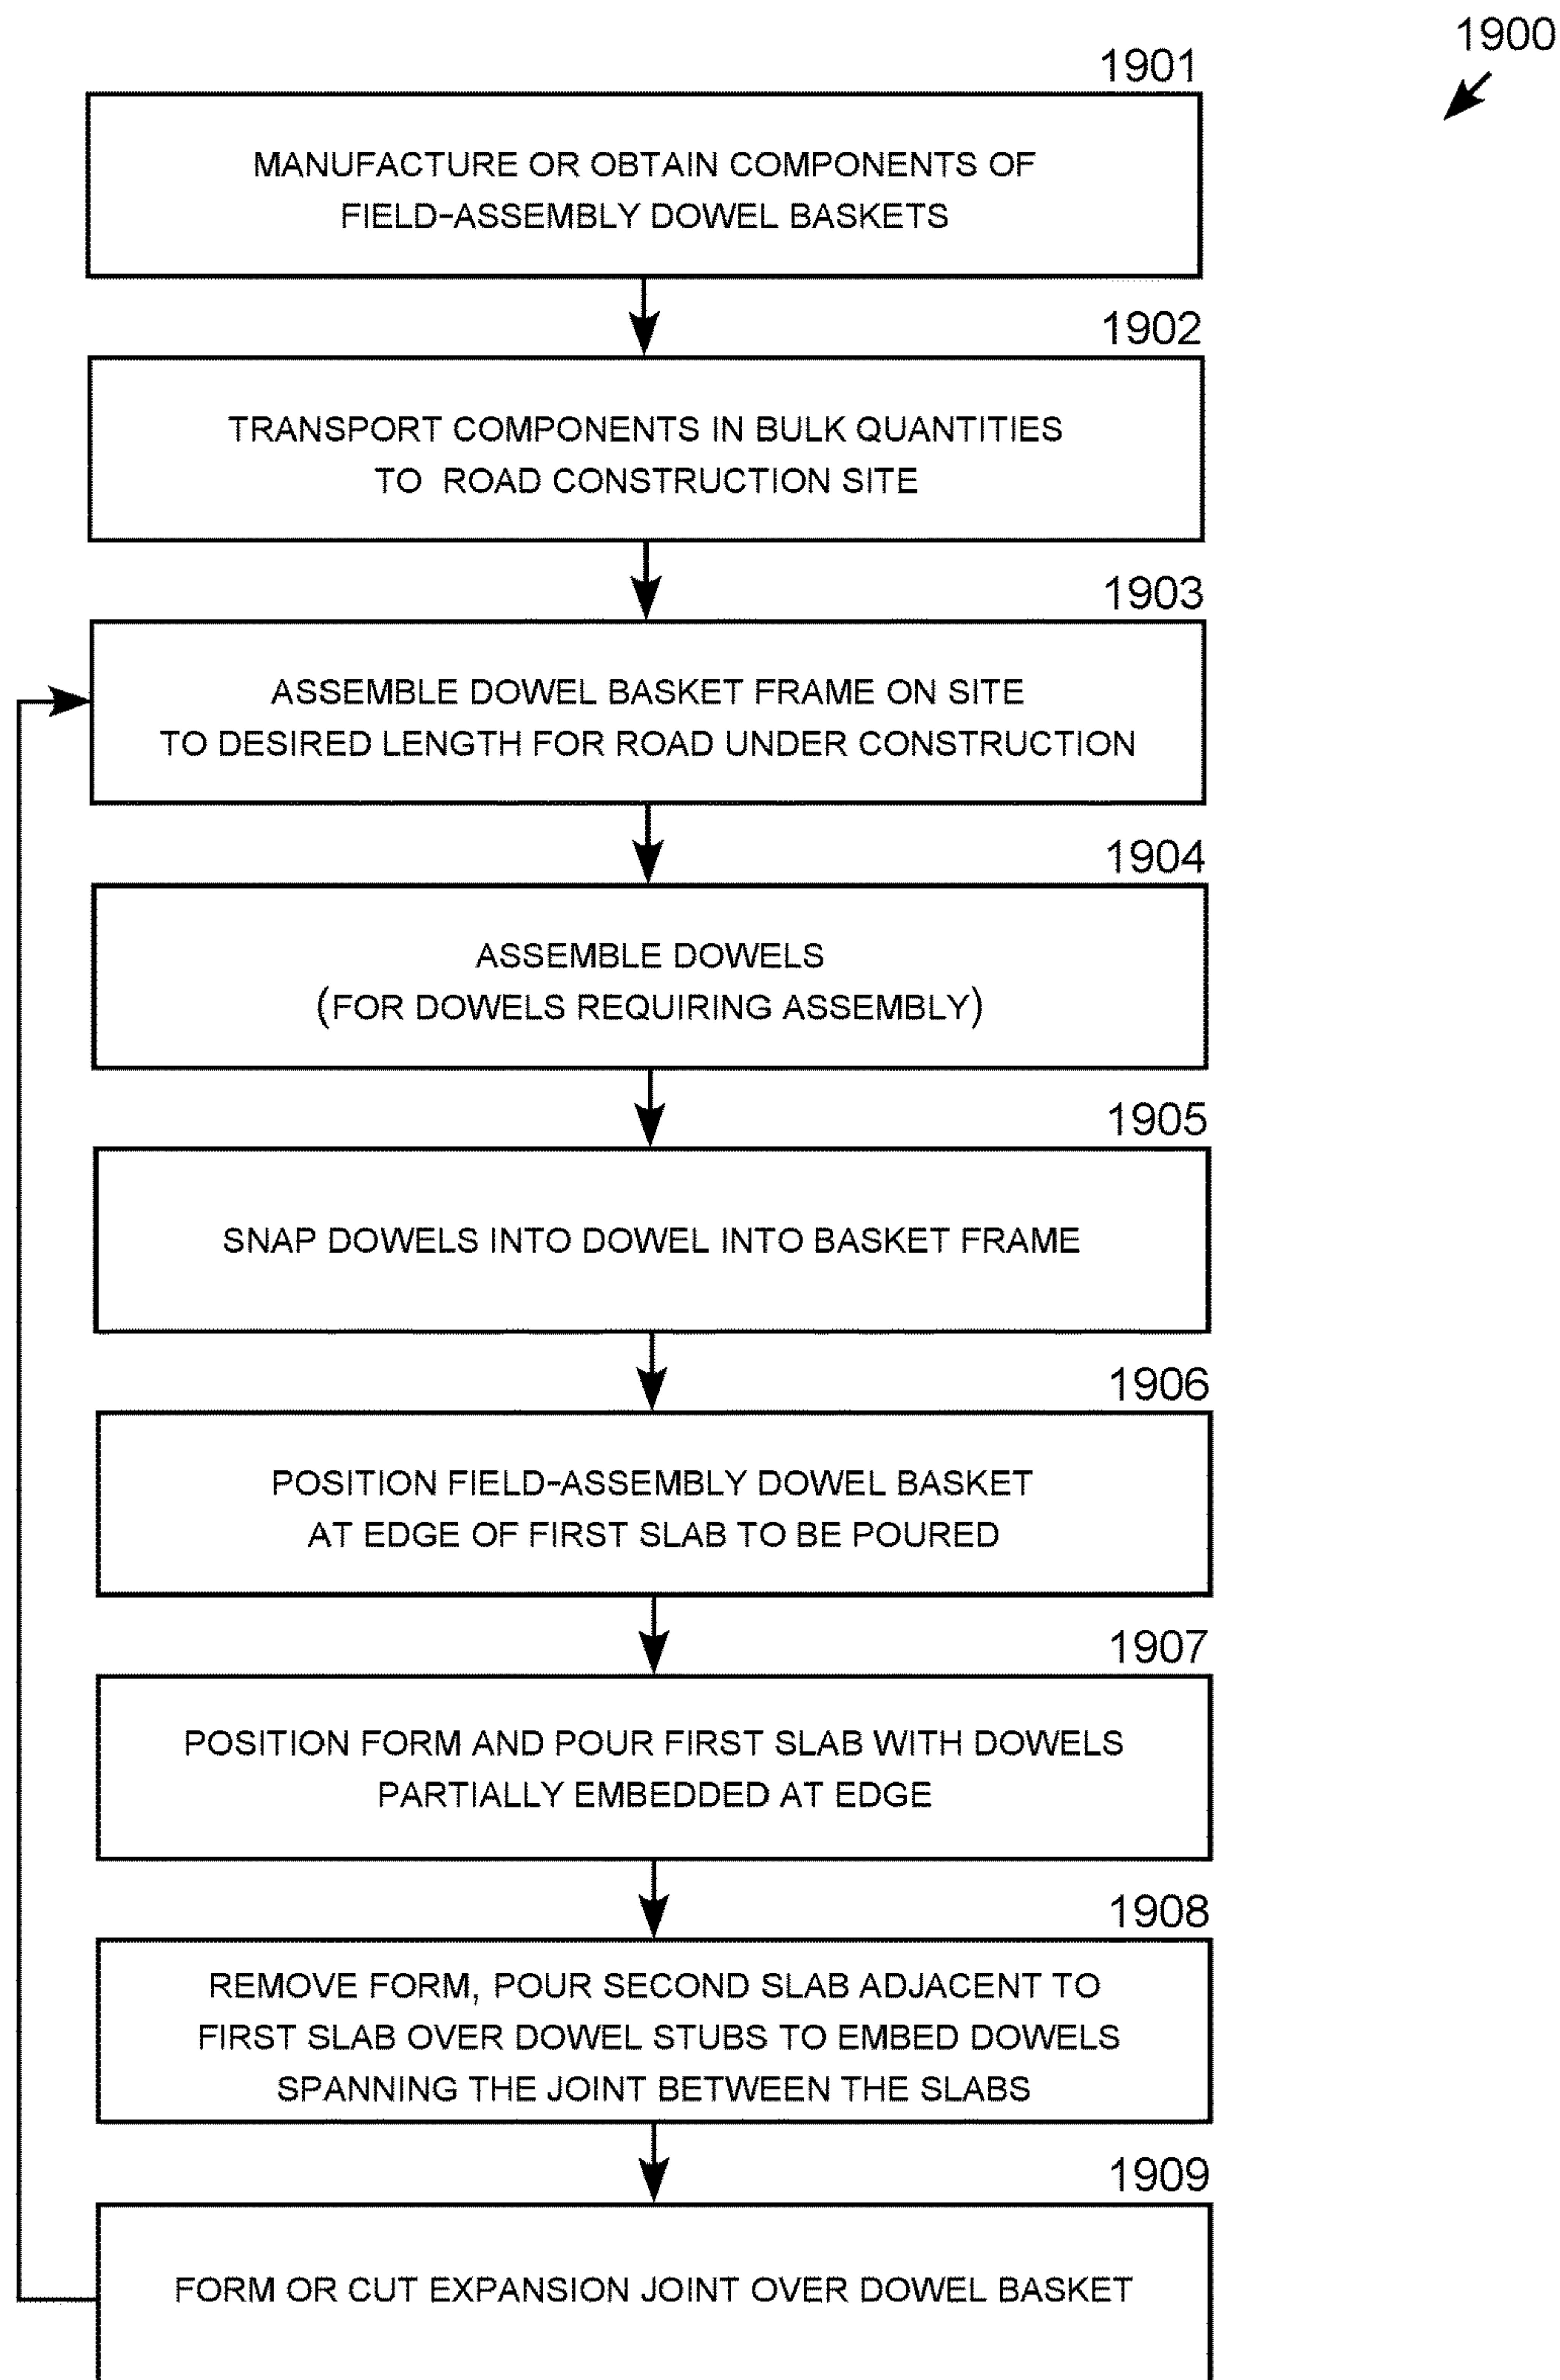 1900
1901
MANUFACTURE OR OBTAIN COMPONENTS OF
FIELD-ASSEMBLY DOWEL BASKETS
1902
TRANSPORT COMPONENTS IN BULK QUANTITIES
TO ROAD CONSTRUCTION SITE
1903
ASSEMBLE DOWEL BASKET FRAME ON SITE
TO DESIRED LENGTH FOR ROAD UNDER CONSTRUCTION
1904
ASSEMBLE DOWELS
(FOR DOWELS REQUIRING ASSEMBLY)
1905
SNAP DOWELS INTO DOWEL INTO BASKET FRAME
1906
POSITION FIELD-ASSEMBLY DOWEL BASKET
AT EDGE OF FIRST SLAB TO BE POURED
1907
POSITION FORM AND POUR FIRST SLAB WITH DOWELS
PARTIALLY EMBEDDED AT EDGE
1908
REMOVE FORM, POUR SECOND SLAB ADJACENT TO
FIRST SLAB OVER DOWEL STUBS TO EMBED DOWELS
SPANNING THE JOINT BETWEEN THE SLABS
1909
FORM OR CUT EXPANSION JOINT OVER DOWEL BASKET